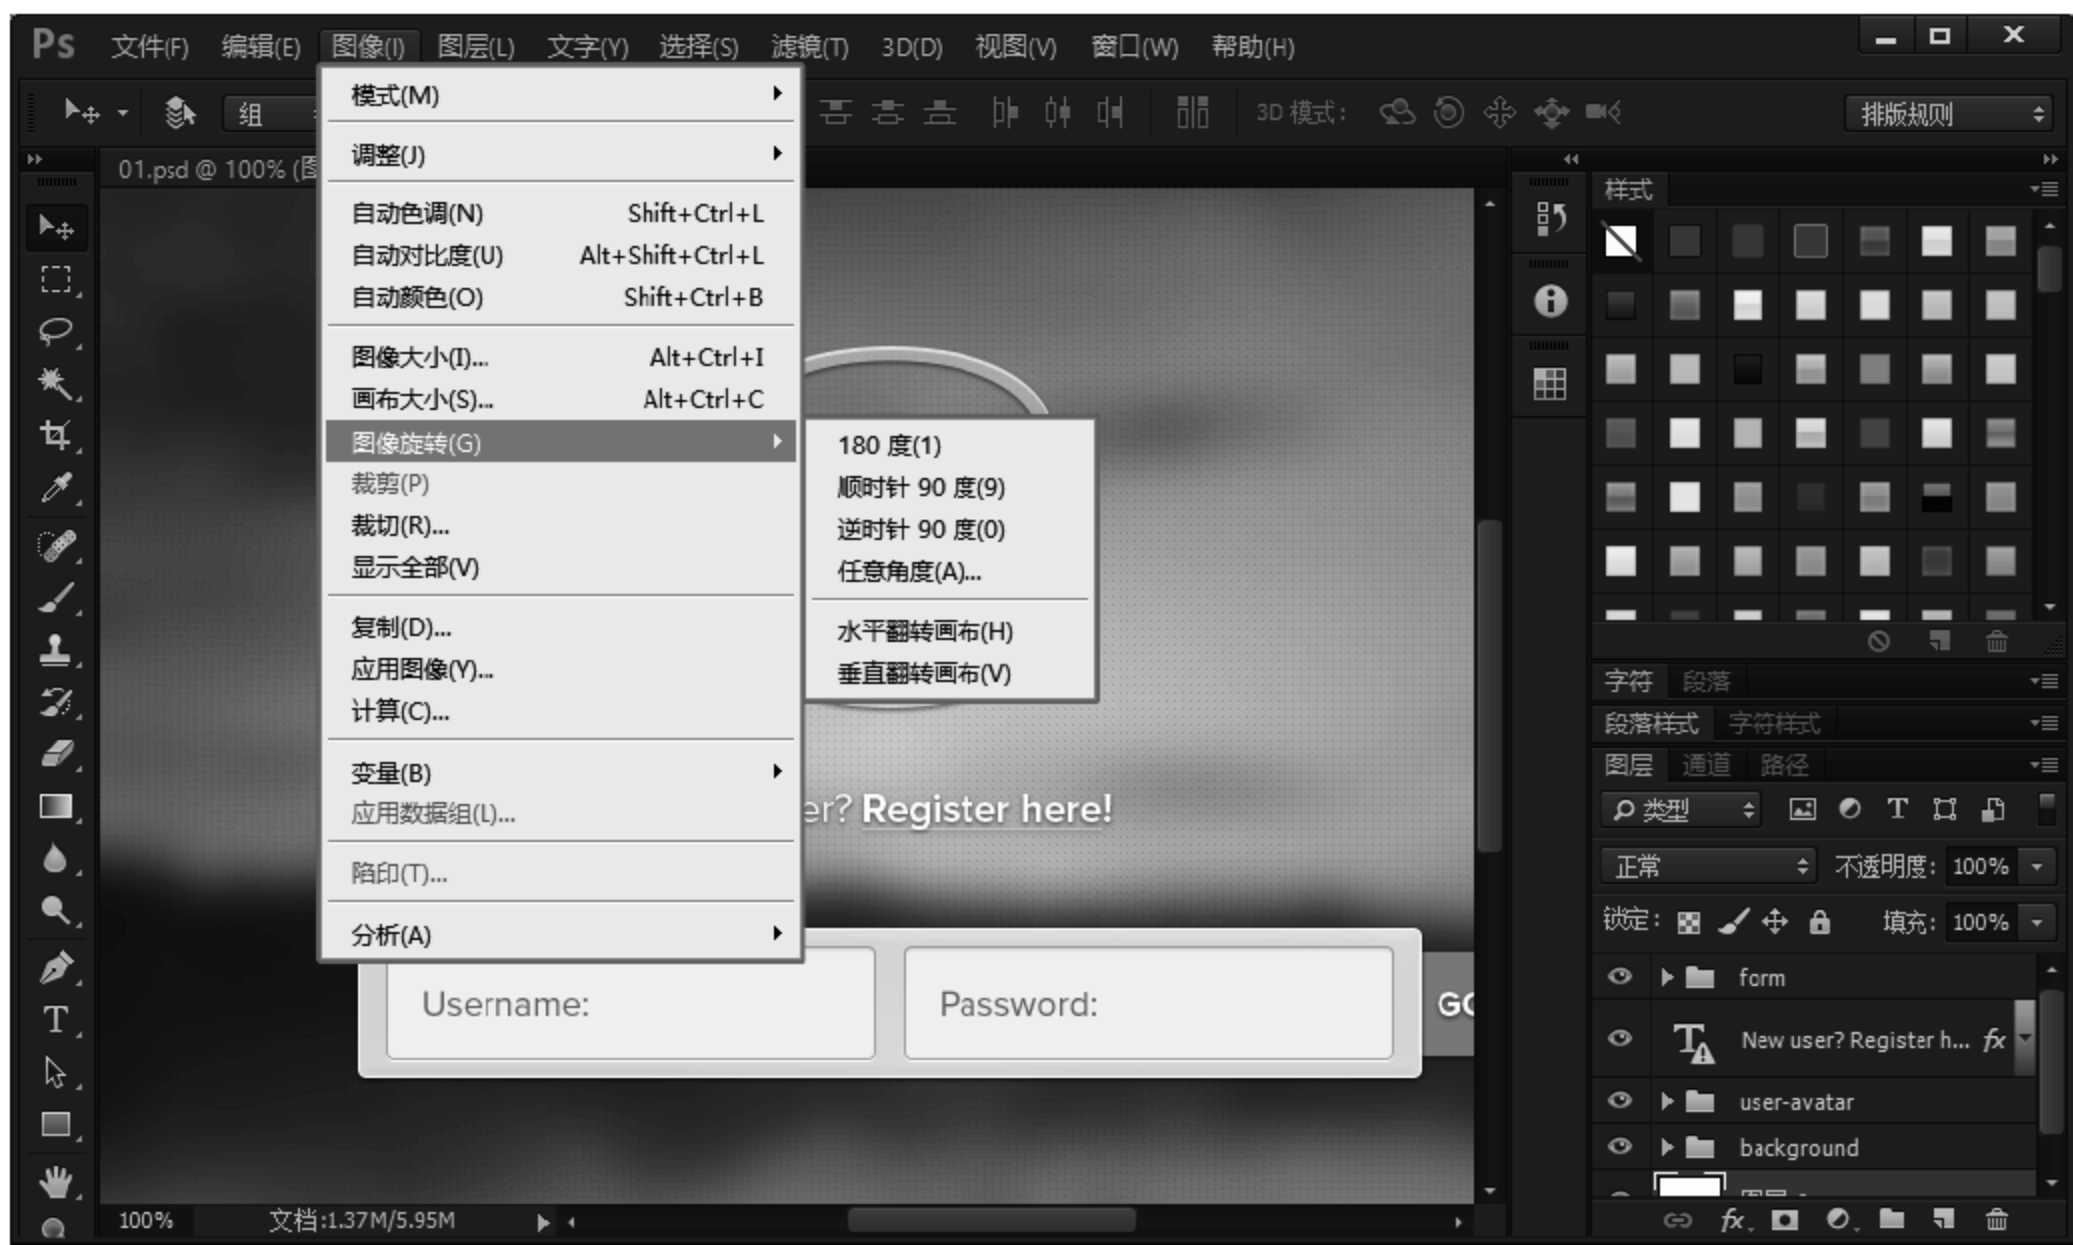 Ps 文件(F) 编辑(E) 图像(I) 图层(L) 文字(Y) 选择(S) 滤镜(T) 3D(D) 视图(V) 窗口(W) 帮助(H)
组 3D 模式: 排版规则
01.psd @ 100% (图
模式(M)
调整(J)
自动色调(N) Shift+Ctrl+L
自动对比度(U) Alt+Shift+Ctrl+L
自动颜色(O) Shift+Ctrl+B
图像大小(I)... Alt+Ctrl+I
画布大小(S)... Alt+Ctrl+C
图像旋转(G)
裁剪(P)
裁切(R)...
显示全部(V)
复制(D)...
应用图像(Y)...
计算(C)...
变量(B)
应用数据组(L)...
陷印(T)...
分析(A)
180 度(1)
顺时针 90 度(9)
逆时针 90 度(0)
任意角度(A)...
水平翻转画布(H)
垂直翻转画布(V)
er? Register here!
Username: Password: GO
100% 文档:1.37M/5.95M
样式
字符 段落
段落样式 字符样式
图层 通道 路径
类型
正常 不透明度: 100%
锁定: 填充: 100%
form
New user? Register h... fx
user-avatar
background
fx